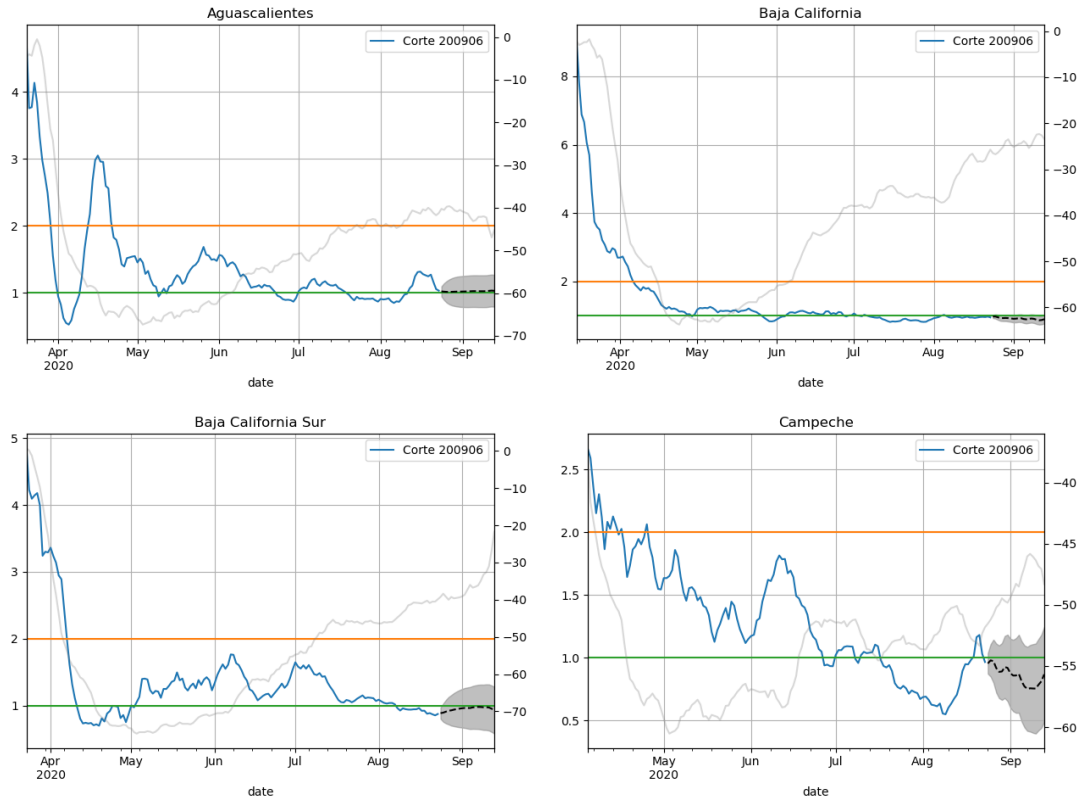 Aguascalientes
Corte 200906
4
3
2
1
0
−10
−20
−30
−40
−50
−60
−70
Apr
2020
May
Jun
Jul
Aug
Sep
date
Baja California
Corte 200906
8
6
4
2
0
−10
−20
−30
−40
−50
−60
Apr
2020
May
Jun
Jul
Aug
Sep
date
Baja California Sur
Corte 200906
5
4
3
2
1
0
−10
−20
−30
−40
−50
−60
−70
Apr
2020
May
Jun
Jul
Aug
Sep
date
Campeche
Corte 200906
2.5
2.0
1.5
1.0
0.5
−40
−45
−50
−55
−60
May
2020
Jun
Jul
Aug
Sep
date